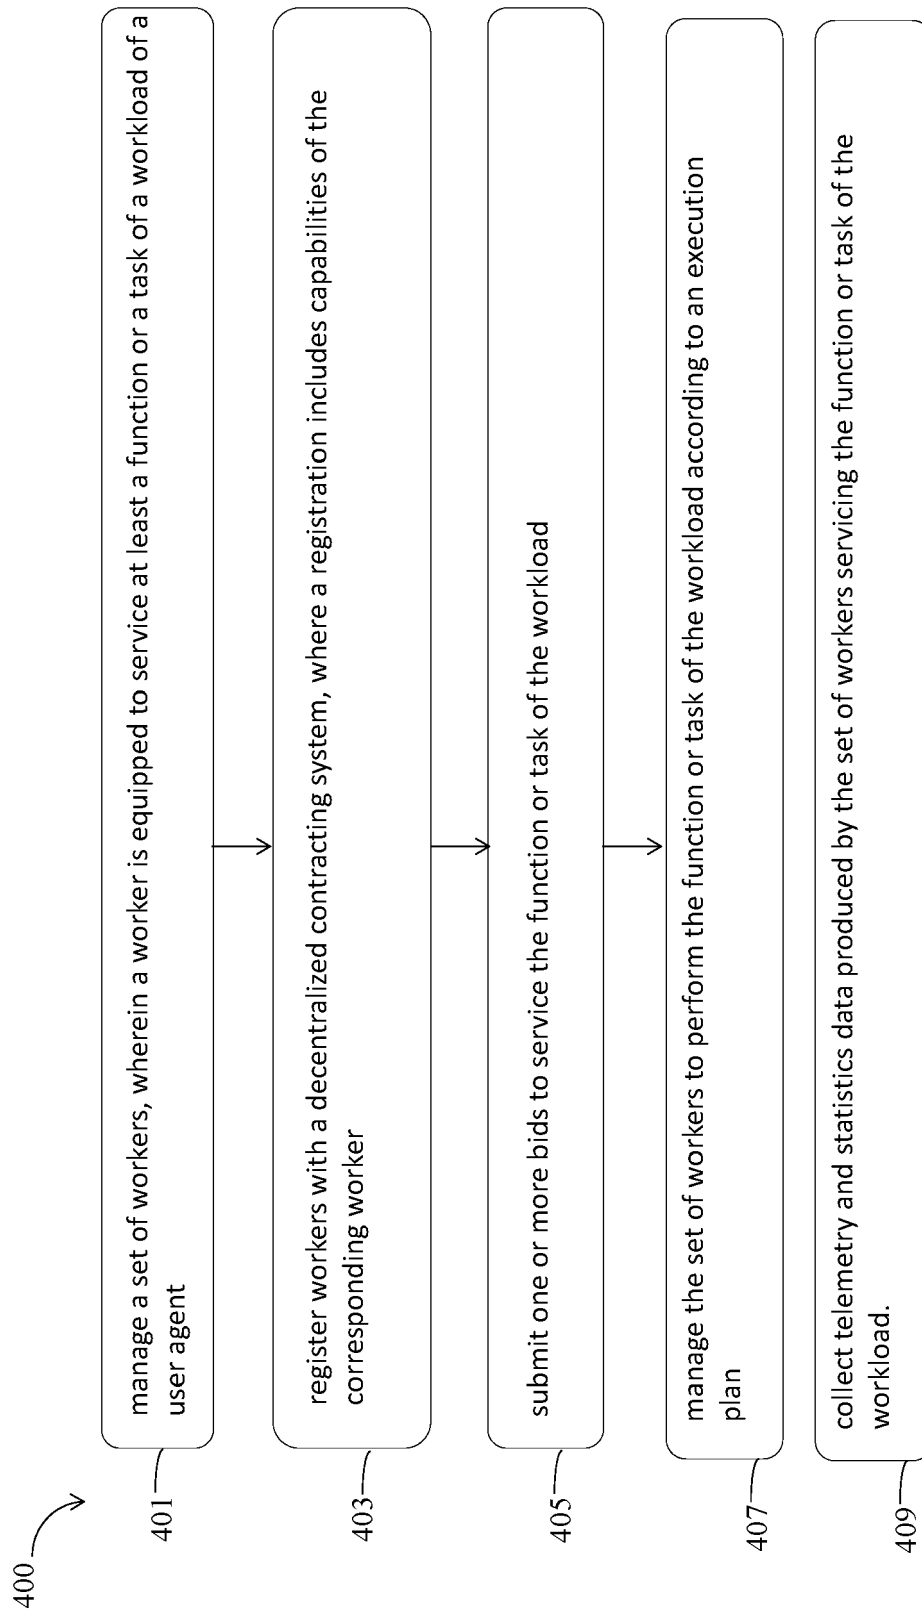 400
401
manage a set of workers, wherein a worker is equipped to service at least a function or a task of a workload of a
user agent
403
register workers with a decentralized contracting system, where a registration includes capabilities of the
corresponding worker
405
submit one or more bids to service the function or task of the workload
407
manage the set of workers to perform the function or task of the workload according to an execution
plan
409
collect telemetry and statistics data produced by the set of workers servicing the function or task of the
workload.